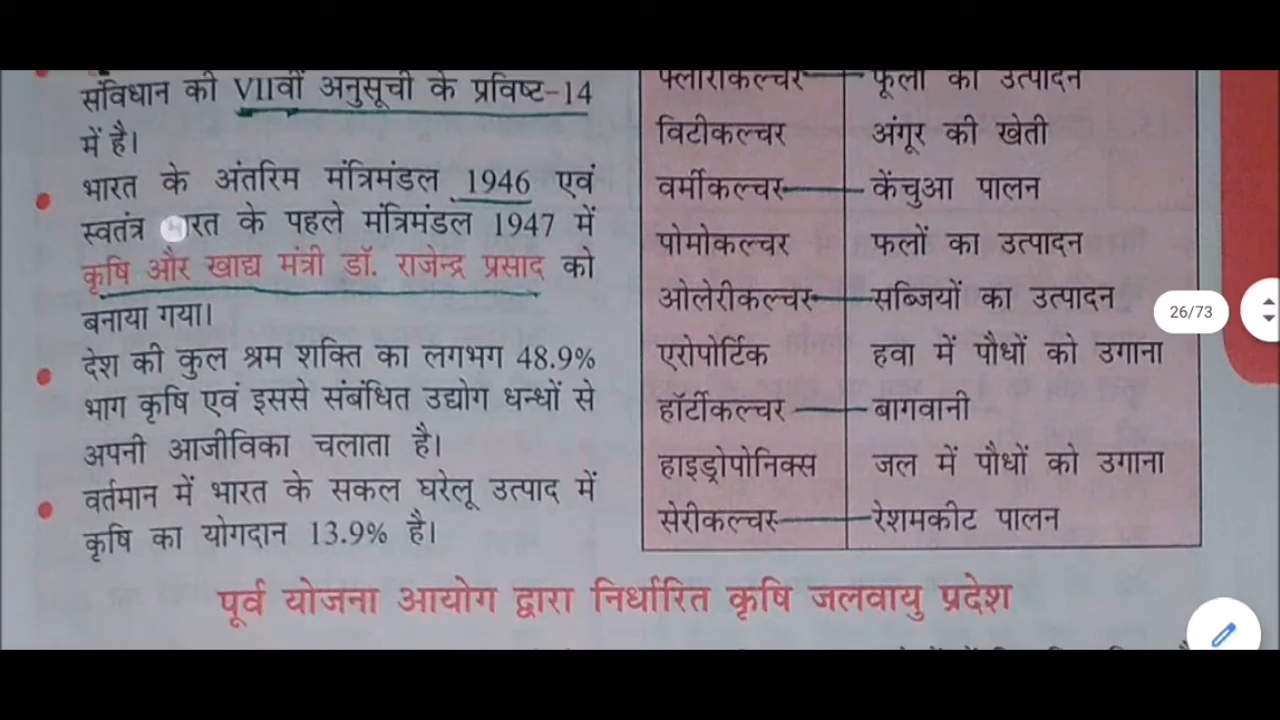 संविधान की VIIवीं अनुसूची के प्रविष्ट-14
में है।
भारत के अंतरिम मंत्रिमंडल 1946 एवं
स्वतंत्र भारत के पहले मंत्रिमंडल 1947 में
कृषि और खाद्य मंत्री डॉ. राजेन्द्र प्रसाद को
बनाया गया।
देश की कुल श्रम शक्ति का लगभग 48.9%
भाग कृषि एवं इससे संबंधित उद्योग धन्धों से
अपनी आजीविका चलाता है।
वर्तमान में भारत के सकल घरेलू उत्पाद में
कृषि का योगदान 13.9% है।
फ्लोरीकल्चर फूलों का उत्पादन
विटीकल्चर अंगूर की खेती
वर्मीकल्चर केंचुआ पालन
पोमोकल्चर फलों का उत्पादन
ओलेरीकल्चर सब्जियों का उत्पादन
एरोपोर्टिक हवा में पौधों को उगाना
हॉर्टीकल्चर बागवानी
हाइड्रोपोनिक्स जल में पौधों को उगाना
सेरीकल्चर रेशमकीट पालन
26/73
पूर्व योजना आयोग द्वारा निर्धारित कृषि जलवायु प्रदेश